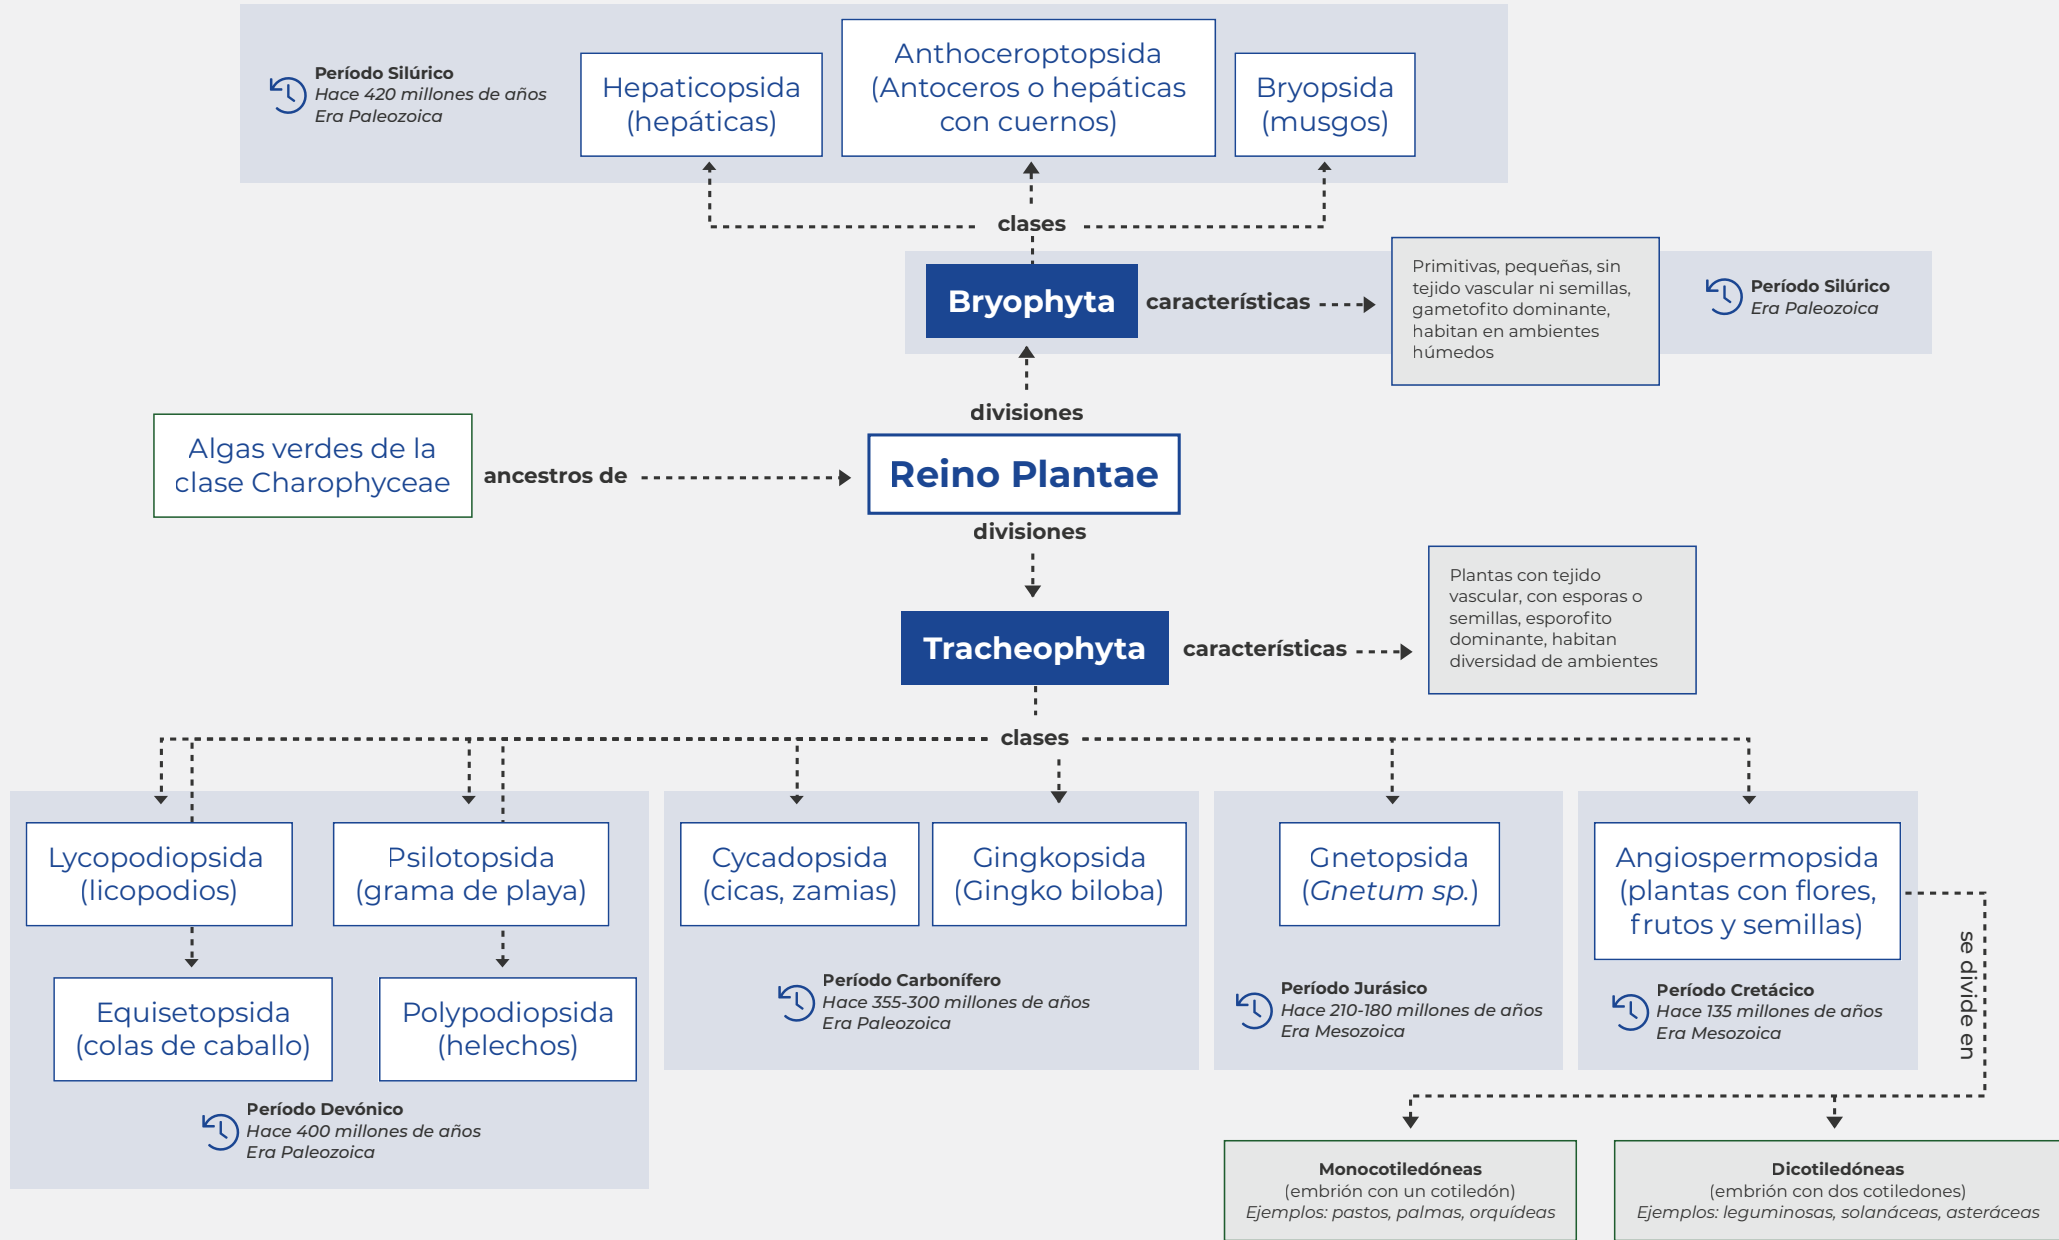 Período Silúrico
Hace 420 millones de años
Era Paleozoica
Hepaticopsida
(hepáticas)
Anthoceroptopsida
(Antoceros o hepáticas
con cuernos)
Bryopsida
(musgos)
clases
Bryophyta
características
Primitivas, pequeñas, sin
tejido vascular ni semillas,
gametofito dominante,
habitan en ambientes
húmedos
Período Silúrico
Era Paleozoica
divisiones
Algas verdes de la
clase Charophyceae
ancestros de
Reino Plantae
divisiones
Tracheophyta
características
Plantas con tejido
vascular, con esporas o
semillas, esporofito
dominante, habitan
diversidad de ambientes
clases
Lycopodiopsida
(licopodios)
Psilotopsida
(grama de playa)
Equisetopsida
(colas de caballo)
Polypodiopsida
(helechos)
Período Devónico
Hace 400 millones de años
Era Paleozoica
Cycadopsida
(cicas, zamias)
Gingkopsida
(Gingko biloba)
Período Carbonífero
Hace 355-300 millones de años
Era Paleozoica
Gnetopsida
(Gnetum sp.)
Período Jurásico
Hace 210-180 millones de años
Era Mesozoica
Angiospermopsida
(plantas con flores,
frutos y semillas)
Período Cretácico
Hace 135 millones de años
Era Mesozoica
se divide en
Monocotiledóneas
(embrión con un cotiledón)
Ejemplos: pastos, palmas, orquídeas
Dicotiledóneas
(embrión con dos cotiledones)
Ejemplos: leguminosas, solanáceas, asteráceas